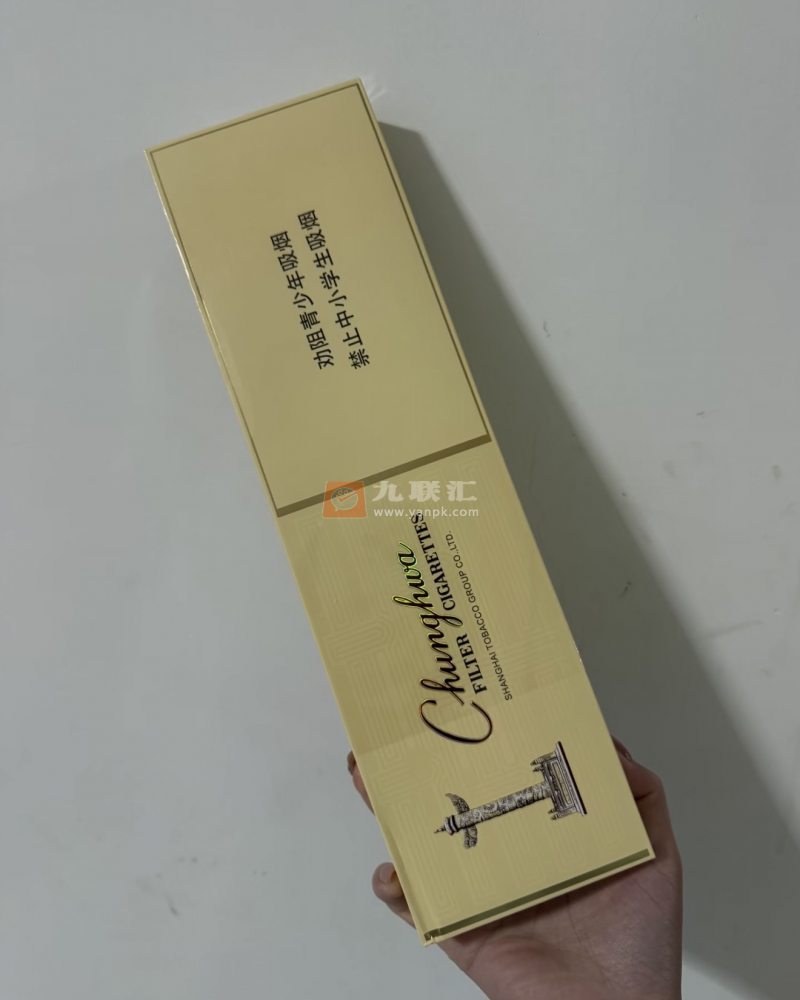 劝阻青少年吸烟
禁止中小学生吸烟
九联汇
www.vanpk.com
Chunghwa
FILTER CIGARETTES
SHANGHAI TOBACCO GROUP CO.,LTD.